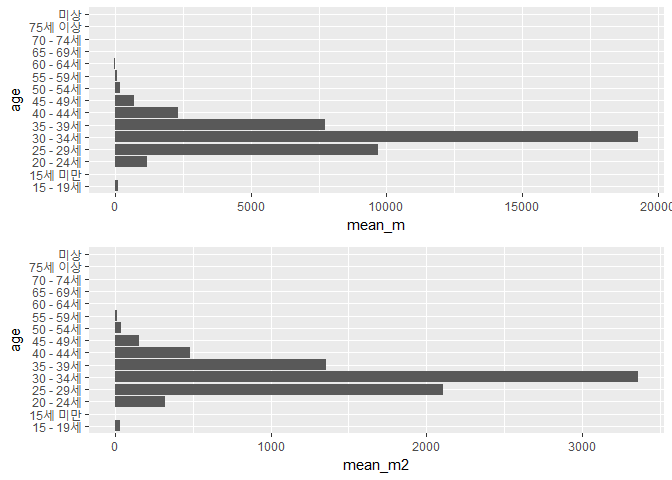 미상
75세 이상
70 - 74세
65 - 69세
60 - 64세
55 - 59세
50 - 54세
45 - 49세
40 - 44세
35 - 39세
30 - 34세
25 - 29세
20 - 24세
15세 미만
15 - 19세
age
0 5000 10000 15000 20000
mean_m
미상
75세 이상
70 - 74세
65 - 69세
60 - 64세
55 - 59세
50 - 54세
45 - 49세
40 - 44세
35 - 39세
30 - 34세
25 - 29세
20 - 24세
15세 미만
15 - 19세
age
0 1000 2000 3000
mean_m2